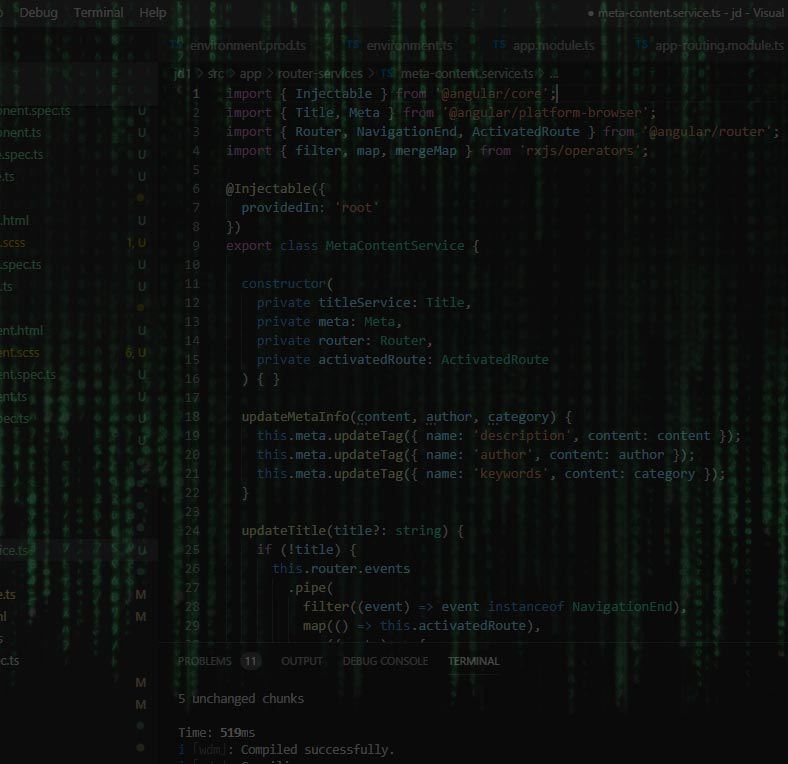 Debug Terminal Help
● meta-content.service.ts - jd - Visual
TS environment.prod.ts TS environment.ts TS app.module.ts TS app-routing.module.ts
jd1 > src > app > router-services > TS meta-content.service.ts > ...
1 import { Injectable } from '@angular/core';
2 import { Title, Meta } from '@angular/platform-browser';
3 import { Router, NavigationEnd, ActivatedRoute } from '@angular/router';
4 import { filter, map, mergeMap } from 'rxjs/operators';
5
6 @Injectable({
7 providedIn: 'root'
8 })
9 export class MetaContentService {
10
11 constructor(
12 private titleService: Title,
13 private meta: Meta,
14 private router: Router,
15 private activatedRoute: ActivatedRoute
16 ) { }
17
18 updateMetaInfo(content, author, category) {
19 this.meta.updateTag({ name: 'description', content: content });
20 this.meta.updateTag({ name: 'author', content: author });
21 this.meta.updateTag({ name: 'keywords', content: category });
22 }
23
24 updateTitle(title?: string) {
25 if (!title) {
26 this.router.events
27 .pipe(
28 filter((event) => event instanceof NavigationEnd),
29 map(() => this.activatedRoute),
onent.spec.ts U
onent.ts U
e.spec.ts U
.ts U
.html U
.scss 1, U
.spec.ts U
.ts U
ent.html U
ent.scss 6, U
ent.spec.ts U
ent.ts U
pec.ts U
U
ice.ts U
e.ts M
ml M
s
ec.ts
M
M
PROBLEMS 11 OUTPUT DEBUG CONSOLE TERMINAL
5 unchanged chunks
Time: 519ms
i ｢wdm｣: Compiled successfully.